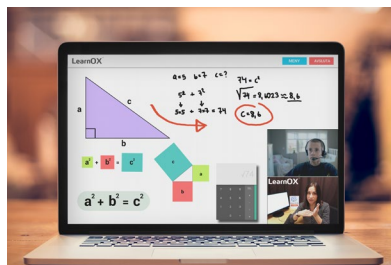 LearnOX
a=5 b=7 c=?
5² + 7²
5×5 + 7×7 = 74
74 = c²
√74 = 8,6023 ≈ 8,6
c = 8,6
a
c
b
a² + b² = c²
a² + b² = c²
c
a
b
LearnOX